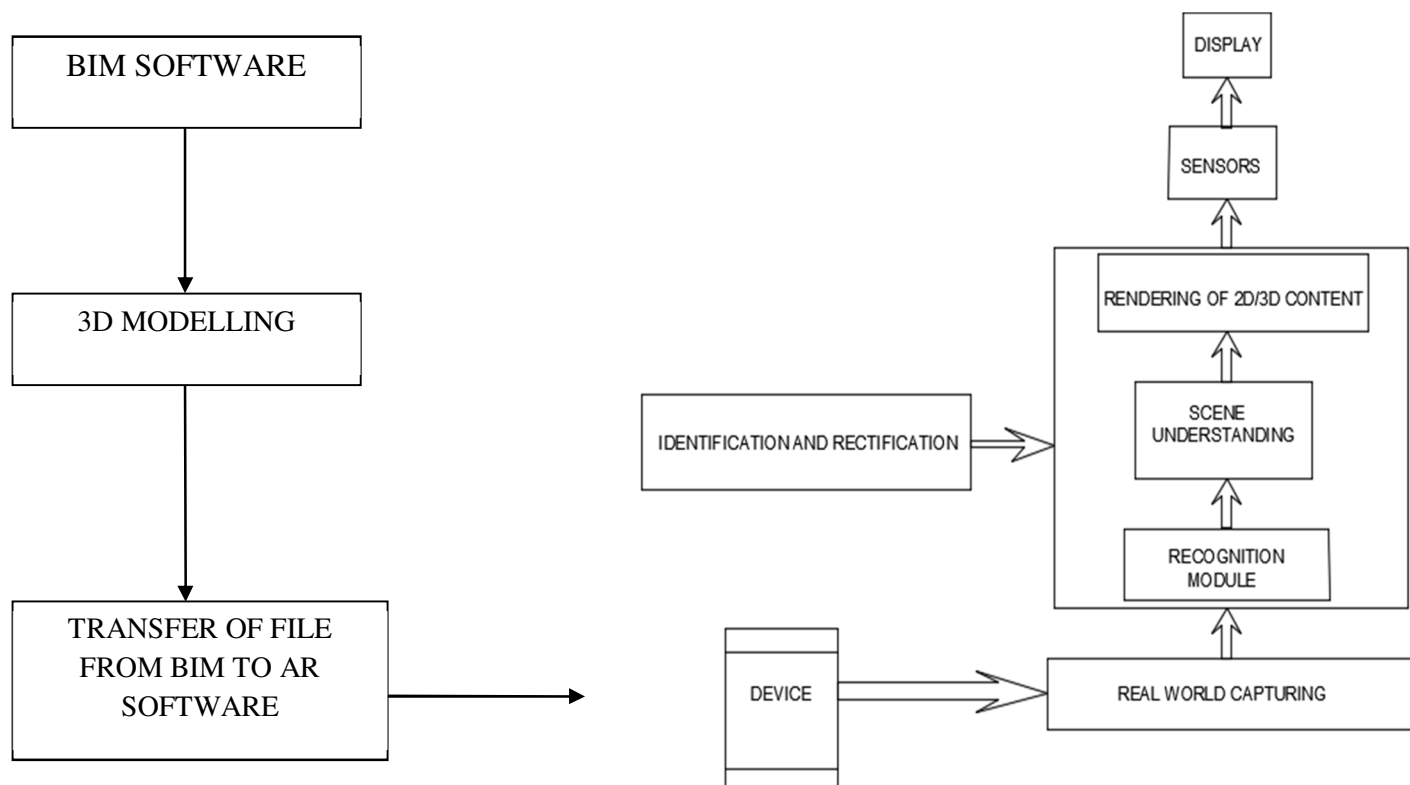 BIM SOFTWARE
3D MODELLING
TRANSFER OF FILE
FROM BIM TO AR
SOFTWARE
DISPLAY
SENSORS
RENDERING OF 2D/3D CONTENT
SCENE
UNDERSTANDING
IDENTIFICATION AND RECTIFICATION
RECOGNITION
MODULE
DEVICE
REAL WORLD CAPTURING